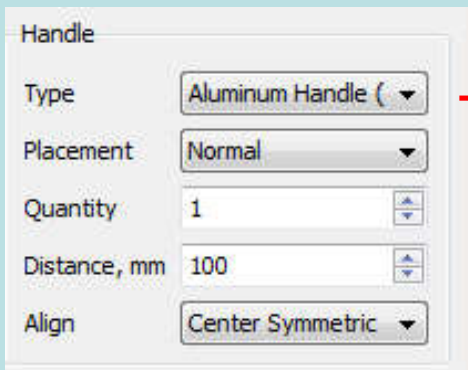 Handle
Type Aluminum Handle (
Placement Normal
Quantity 1
Distance, mm 100
Align Center Symmetric